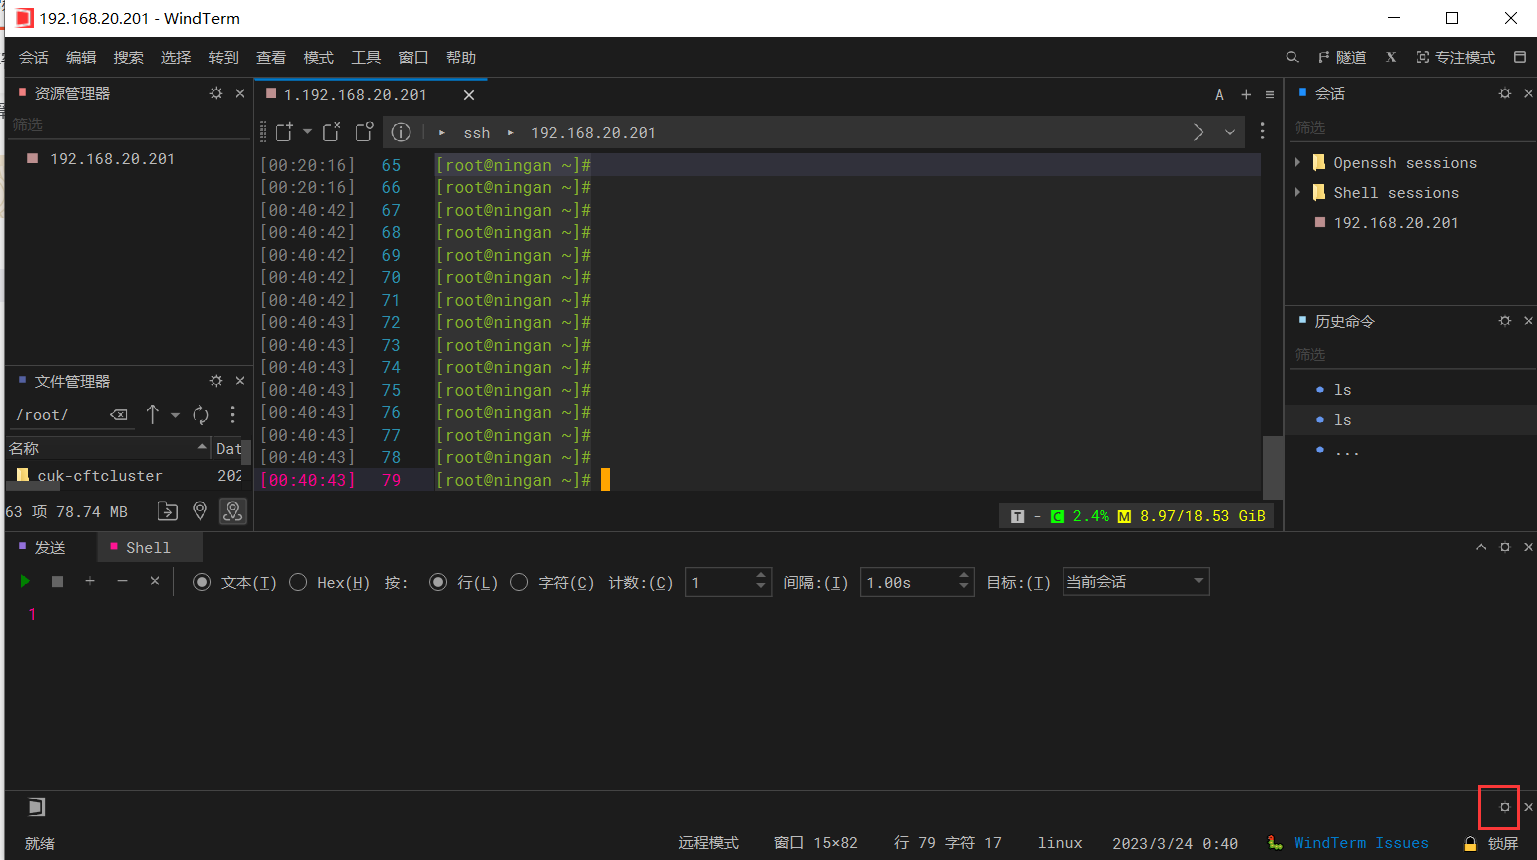 192.168.20.201 - WindTerm
会话 编辑 搜索 选择 转到 查看 模式 工具 窗口 帮助 隧道 X 专注模式
资源管理器
筛选
192.168.20.201
1.192.168.20.201 A
ssh 192.168.20.201
[00:20:16] 65 [root@ningan ~]#
[00:20:16] 66 [root@ningan ~]#
[00:40:42] 67 [root@ningan ~]#
[00:40:42] 68 [root@ningan ~]#
[00:40:42] 69 [root@ningan ~]#
[00:40:42] 70 [root@ningan ~]#
[00:40:42] 71 [root@ningan ~]#
[00:40:43] 72 [root@ningan ~]#
[00:40:43] 73 [root@ningan ~]#
[00:40:43] 74 [root@ningan ~]#
[00:40:43] 75 [root@ningan ~]#
[00:40:43] 76 [root@ningan ~]#
[00:40:43] 77 [root@ningan ~]#
[00:40:43] 78 [root@ningan ~]#
[00:40:43] 79 [root@ningan ~]#
T - C 2.4% M 8.97/18.53 GiB
会话
筛选
Openssh sessions
Shell sessions
192.168.20.201
历史命令
筛选
ls
ls
...
文件管理器
/root/
名称 Dat
cuk-cftcluster 202
63 项 78.74 MB
发送 Shell
文本(T) Hex(H) 按: 行(L) 字符(C) 计数:(C) 1 间隔:(I) 1.00s 目标:(T) 当前会话
1
就绪 远程模式 窗口 15×82 行 79 字符 17 linux 2023/3/24 0:40 WindTerm Issues 锁屏